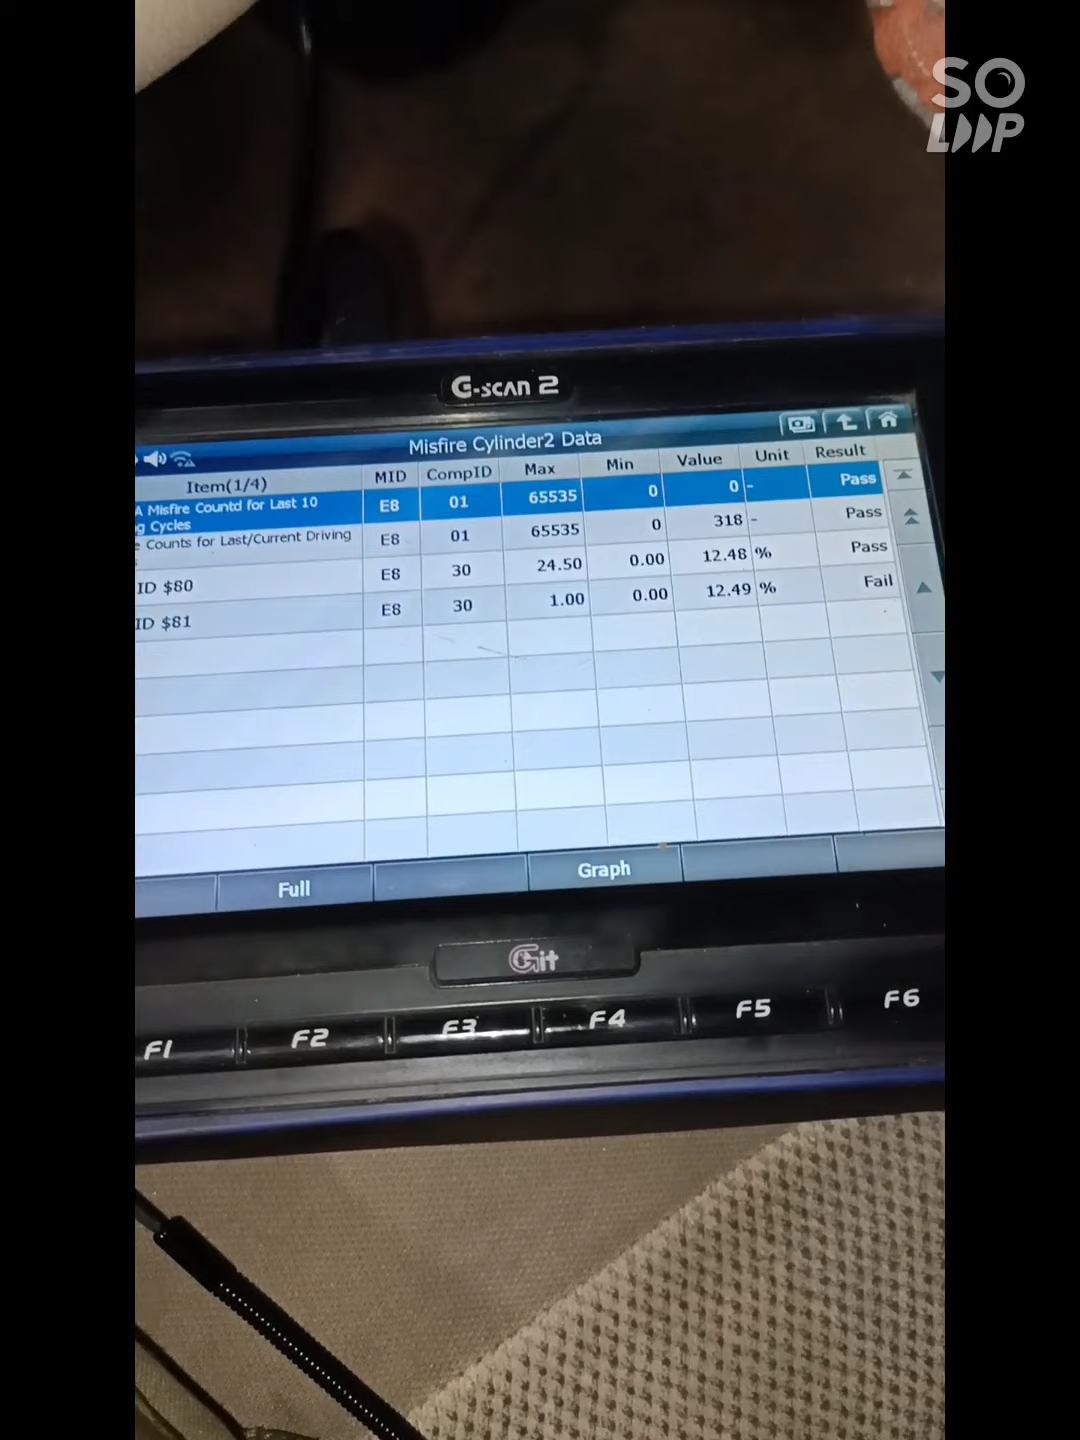 SO
LOOP
G-SCAN 2
Misfire Cylinder2 Data
Item(1/4) MID CompID Max Min Value Unit Result
A Misfire Countd for Last 10
g Cycles E8 01 65535 0 0 - Pass
e Counts for Last/Current Driving
E8 01 65535 0 318 - Pass
ID $80 E8 30 24.50 0.00 12.48 % Pass
ID $81 E8 30 1.00 0.00 12.49 % Fail
Full Graph
Git
F1 F2 F3 F4 F5 F6